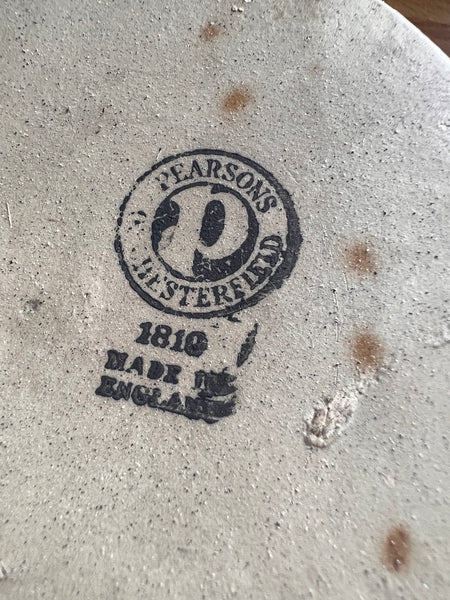 PEARSONS
P
CHESTERFIELD
1810
MADE IN
ENGLAND